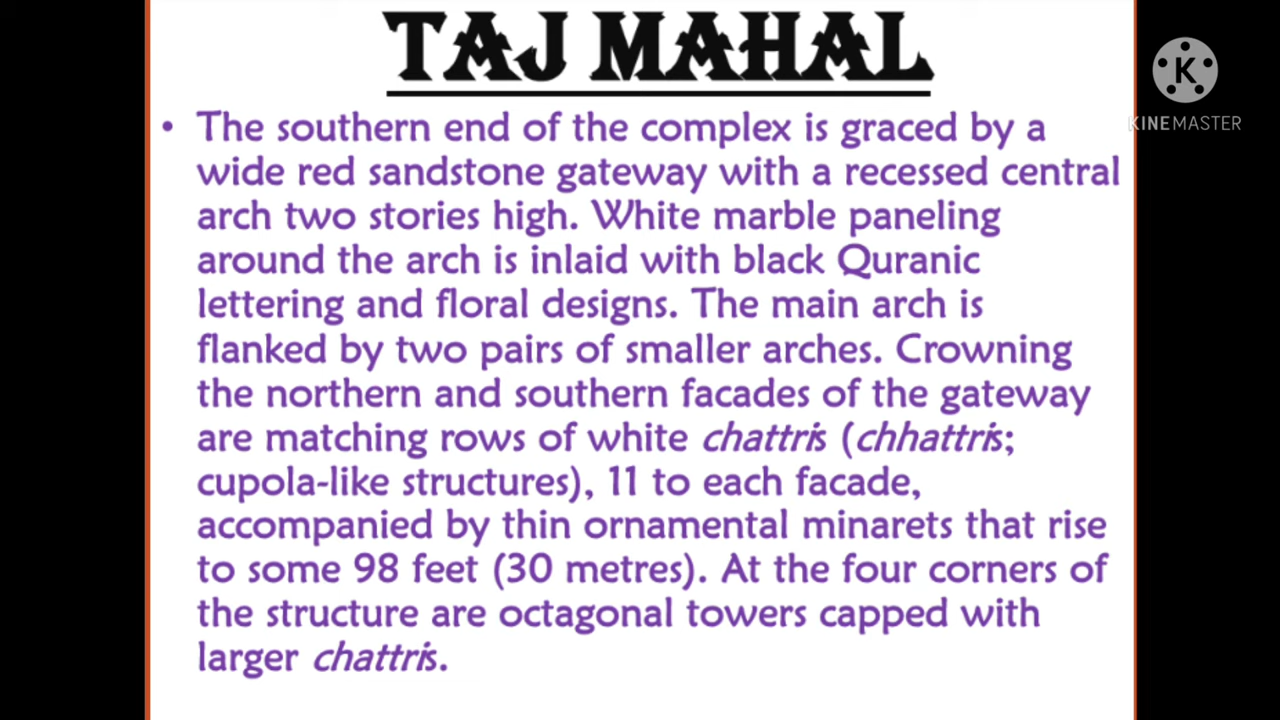 TAJ MAHAL
• The southern end of the complex is graced by a
wide red sandstone gateway with a recessed central
arch two stories high. White marble paneling
around the arch is inlaid with black Quranic
lettering and floral designs. The main arch is
flanked by two pairs of smaller arches. Crowning
the northern and southern facades of the gateway
are matching rows of white chattris (chhattris;
cupola-like structures), 11 to each facade,
accompanied by thin ornamental minarets that rise
to some 98 feet (30 metres). At the four corners of
the structure are octagonal towers capped with
larger chattris.
K
KINEMASTER